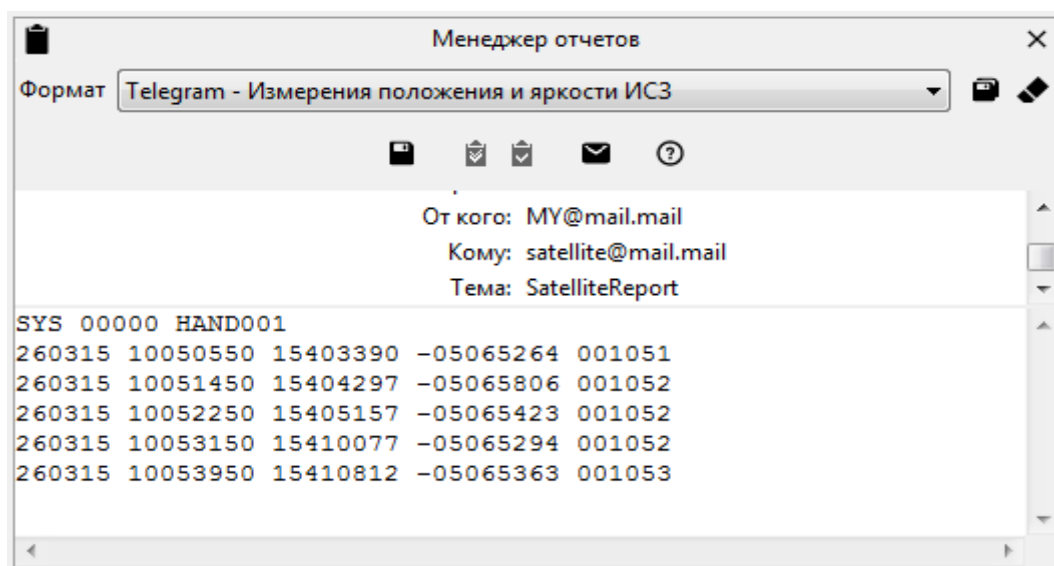 Менеджер отчетов
Формат Telegram - Измерения положения и яркости ИСЗ
От кого: MY@mail.mail
Кому: satellite@mail.mail
Тема: SatelliteReport
SYS 00000 HAND001
260315 10050550 15403390 -05065264 001051
260315 10051450 15404297 -05065806 001052
260315 10052250 15405157 -05065423 001052
260315 10053150 15410077 -05065294 001052
260315 10053950 15410812 -05065363 001053